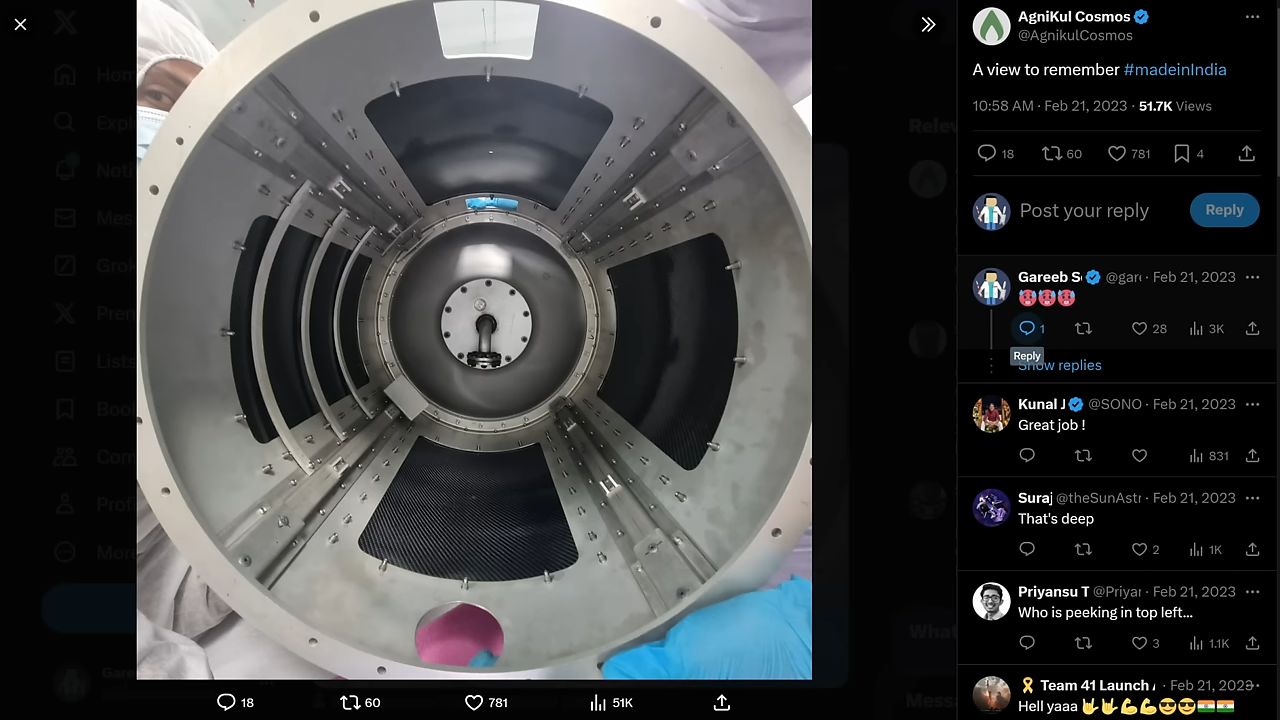 AgniKul Cosmos
@AgnikulCosmos
A view to remember #madeinIndia
10:58 AM · Feb 21, 2023 · 51.7K Views
18 60 781 4
Post your reply
Reply
Gareeb S @gar · Feb 21, 2023
🥵🥵🥵
1 28 3K
Reply
Show replies
Kunal J @SONO · Feb 21, 2023
Great job !
831
Suraj @theSunAstr · Feb 21, 2023
That's deep
2 1K
Priyansu T @Priyar · Feb 21, 2023
Who is peeking in top left...
3 1.1K
🎗️ Team 41 Launch · Feb 21, 2023
Hell yaaa 🤟🤟💪💪😎😎🇮🇳🇮🇳
18 60 781 51K